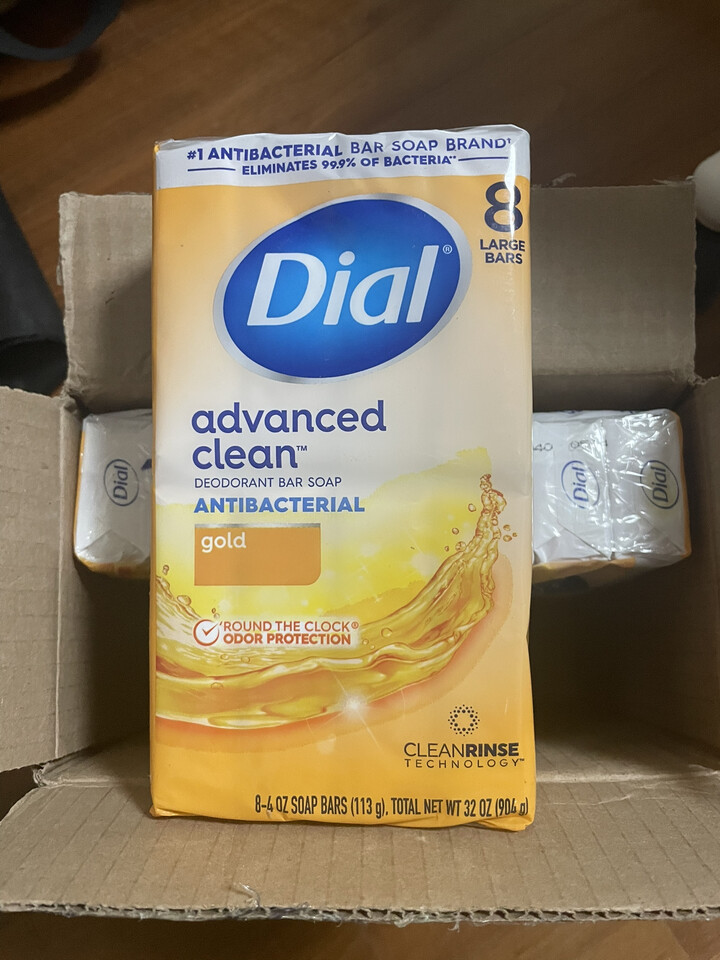 #1 ANTIBACTERIAL BAR SOAP BRAND*
ELIMINATES 99.9% OF BACTERIA**
8
LARGE
BARS
Dial®
advanced
clean™
DEODORANT BAR SOAP
ANTIBACTERIAL
gold
'ROUND THE CLOCK®
ODOR PROTECTION
CLEANRINSE
TECHNOLOGY™
8-4 OZ SOAP BARS (113 g), TOTAL NET WT 32 OZ (904 g)
Dial
Dial
Dial